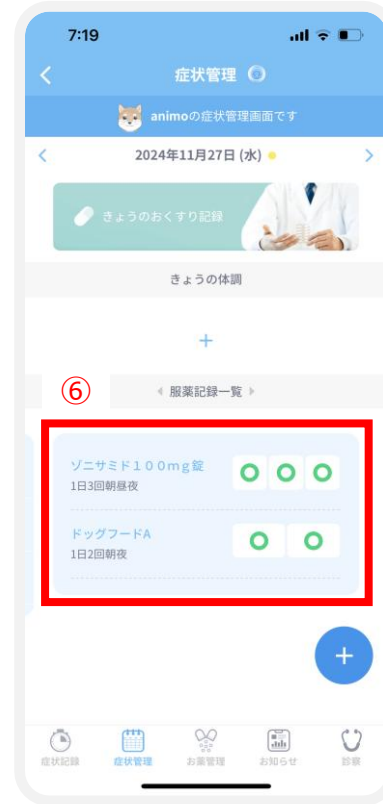 7:19
症状管理
animoの症状管理画面です
2024年11月27日 (水)
きょうのおくすり記録
きょうの体調
+
⑥
服薬記録一覧
ゾニサミド１００ｍｇ錠
1日3回朝昼夜
ドッグフードA
1日2回朝夜
+
症状記録 症状管理 お薬管理 お知らせ 診察